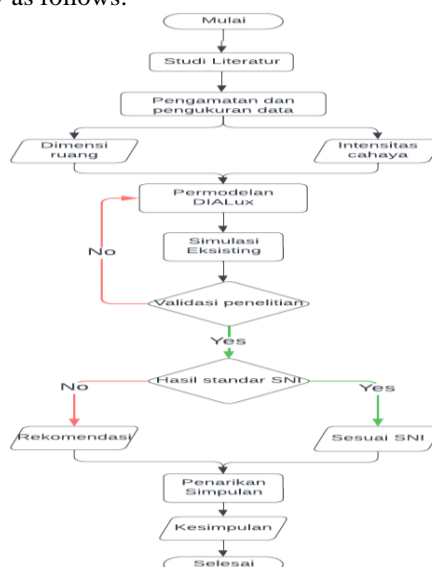 as follows:
Mulai
Studi Literatur
Pengamatan dan
pengukuran data
Dimensi
ruang
Intensitas
cahaya
Permodelan
DIALux
No
Simulasi
Eksisting
Validasi penelitian
Yes
No
Hasil standar SNI
Yes
Rekomendasi
Sesuai SNI
Penarikan
Simpulan
Kesimpulan
Selesai